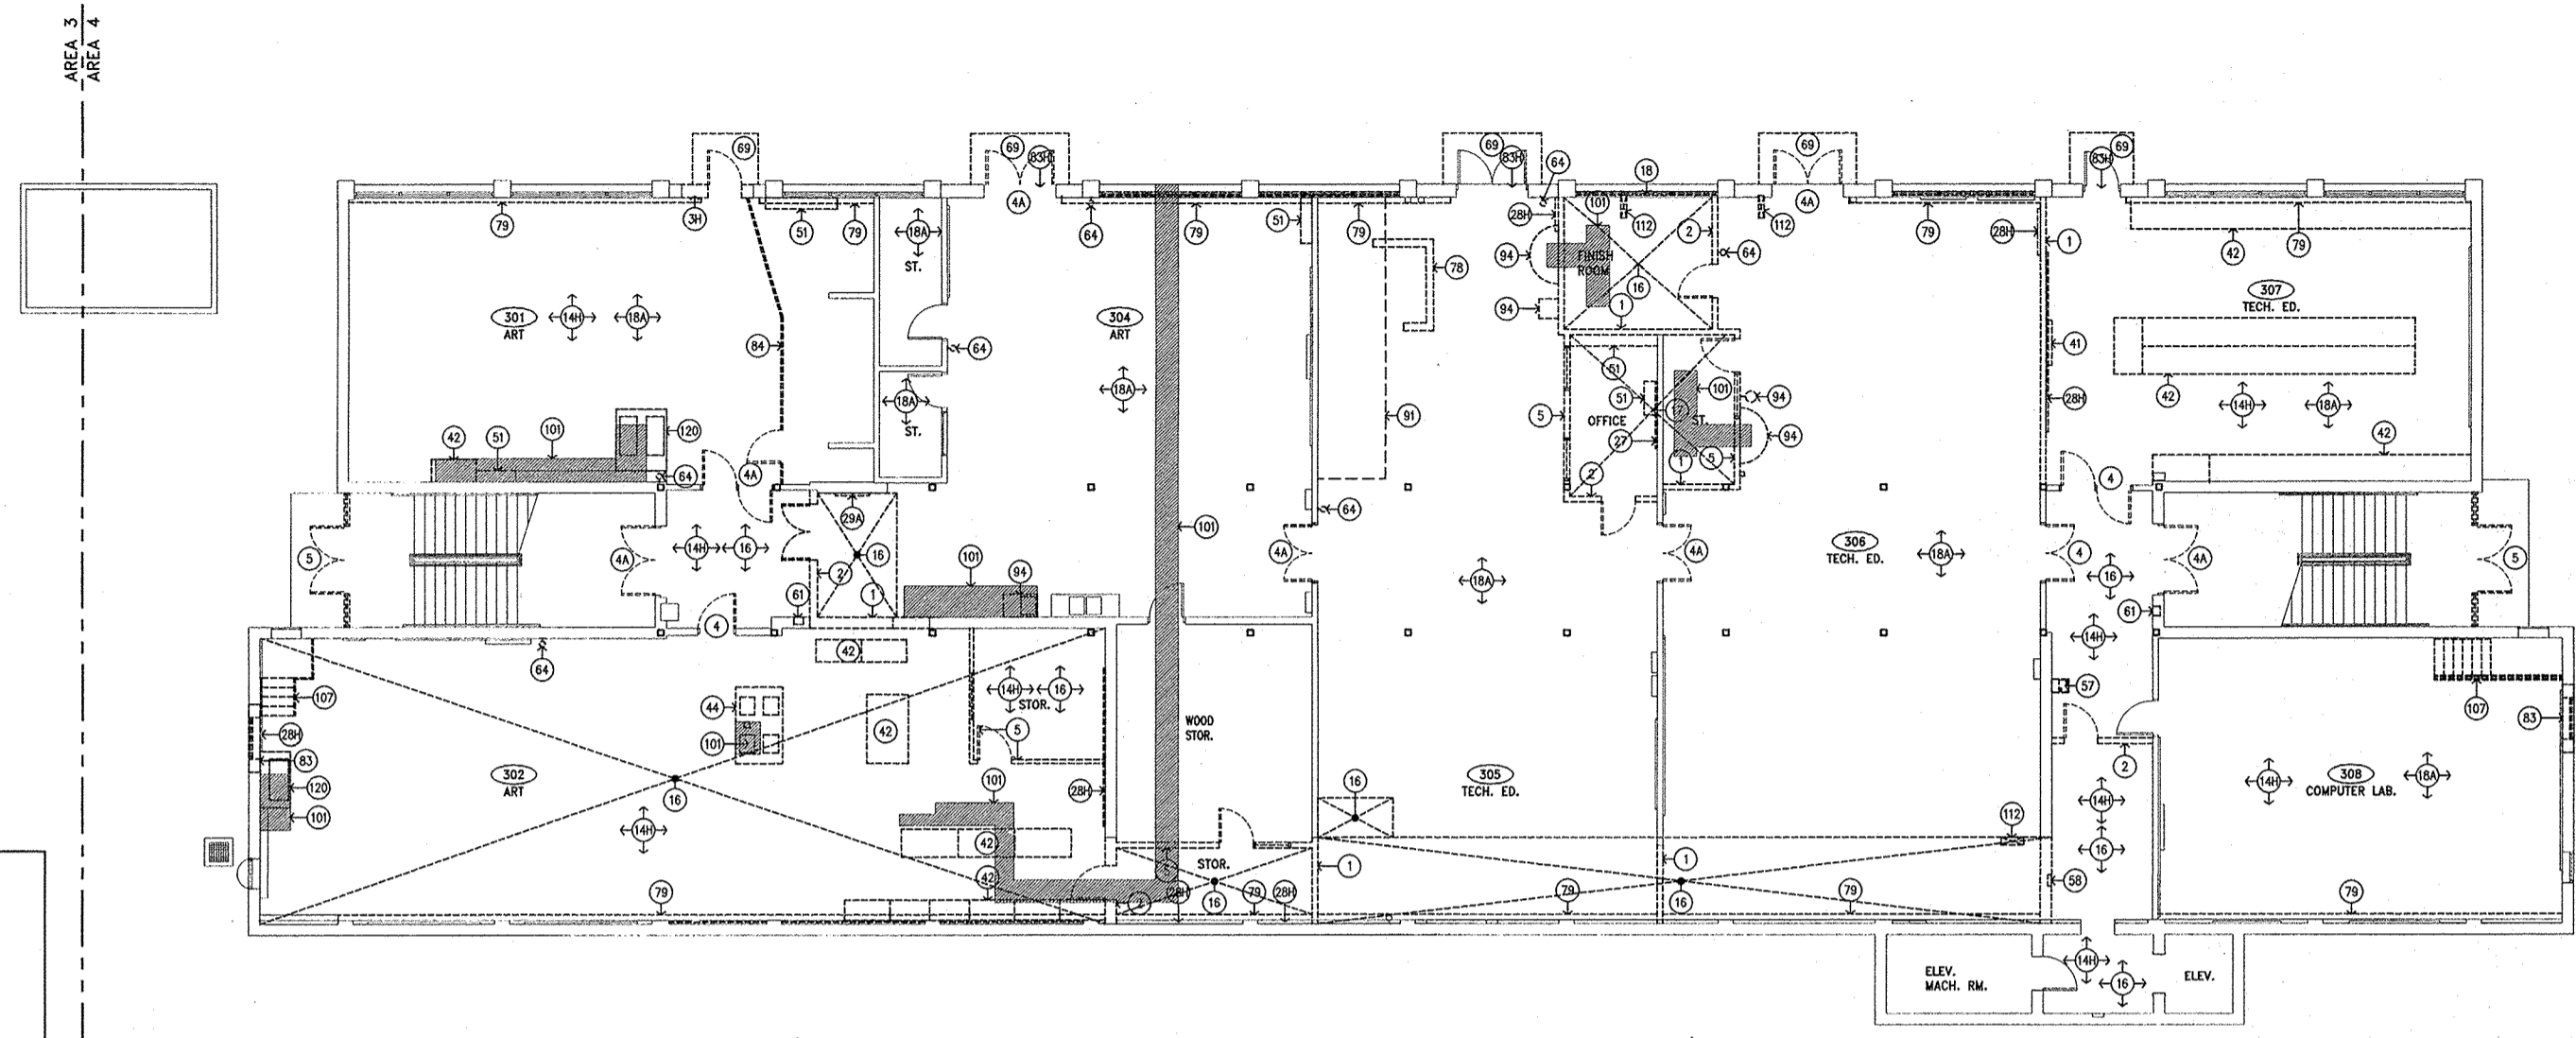 AREA 3
AREA 4
69
69
83H
69
83H
64
18
69
69
83H
79
3H
51
79
18A
ST.
4A
64
79
51
79
28H
101
112
2
112
4A
79
28H
1
42
79
94
FINISH
ROOM
64
78
16
94
1
301
ART
14H
18A
304
ART
307
TECH. ED.
84
64
41
18A
18A
ST.
91
51
51
101
94
28H
42
14H
18A
5
OFFICE
17
ST.
94
27
5
42
51
101
120
64
4A
42
2
1
4
29A
64
101
5
4A
14H
16
16
4A
4A
306
TECH. ED.
18A
4
4A
5
2
101
94
18A
16
1
61
61
4
14H
42
64
107
14H
16
STOR.
57
107
44
42
5
WOOD
STOR.
83
28H
101
2
83
302
ART
16
120
101
28H
101
305
TECH. ED.
16
14H
14H
308
COMPUTER LAB.
18A
14H
42
112
16
STOR.
1
1
42
5
58
79
2
28H
16
79
28H
79
16
79
79
14H
16
ELEV.
MACH. RM.
ELEV.